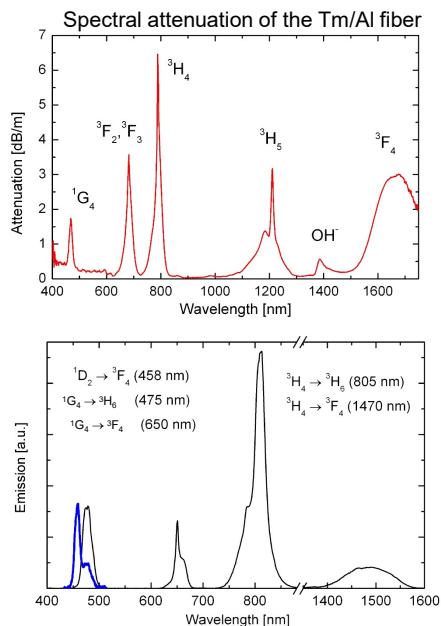 Spectral attenuation of the Tm/Al fiber
7
6
5
4
3
2
1
0
Attenuation [dB/m]
¹G₄
³F₂,³F₃
³H₄
³H₅
OH⁻
³F₄
400 600 800 1000 1200 1400 1600
Wavelength [nm]
Emission [a.u.]
¹D₂ → ³F₄ (458 nm)
¹G₄ → ³H₆ (475 nm)
¹G₄ → ³F₄ (650 nm)
³H₄ → ³H₆ (805 nm)
³H₄ → ³F₄ (1470 nm)
400 500 600 700 800 1400 1500 1600
Wavelength [nm]